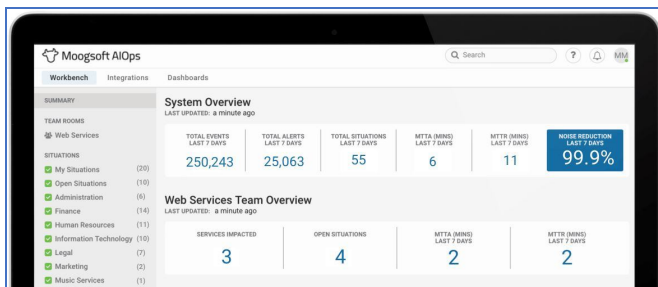 Moogsoft AIOps
Search
?
MM
Workbench Integrations Dashboards
SUMMARY
TEAM ROOMS
Web Services
SITUATIONS
My Situations (20)
Open Situations (10)
Administration (6)
Finance (14)
Human Resources (11)
Information Technology (10)
Legal (7)
Marketing (2)
Music Services (1)
System Overview
LAST UPDATED: a minute ago
TOTAL EVENTS
LAST 7 DAYS
250,243
TOTAL ALERTS
LAST 7 DAYS
25,063
TOTAL SITUATIONS
LAST 7 DAYS
55
MTTA (MINS)
LAST 7 DAYS
6
MTTR (MINS)
LAST 7 DAYS
11
NOISE REDUCTION
LAST 7 DAYS
99.9%
Web Services Team Overview
LAST UPDATED: a minute ago
SERVICES IMPACTED
3
OPEN SITUATIONS
4
MTTA (MINS)
LAST 7 DAYS
2
MTTR (MINS)
LAST 7 DAYS
2